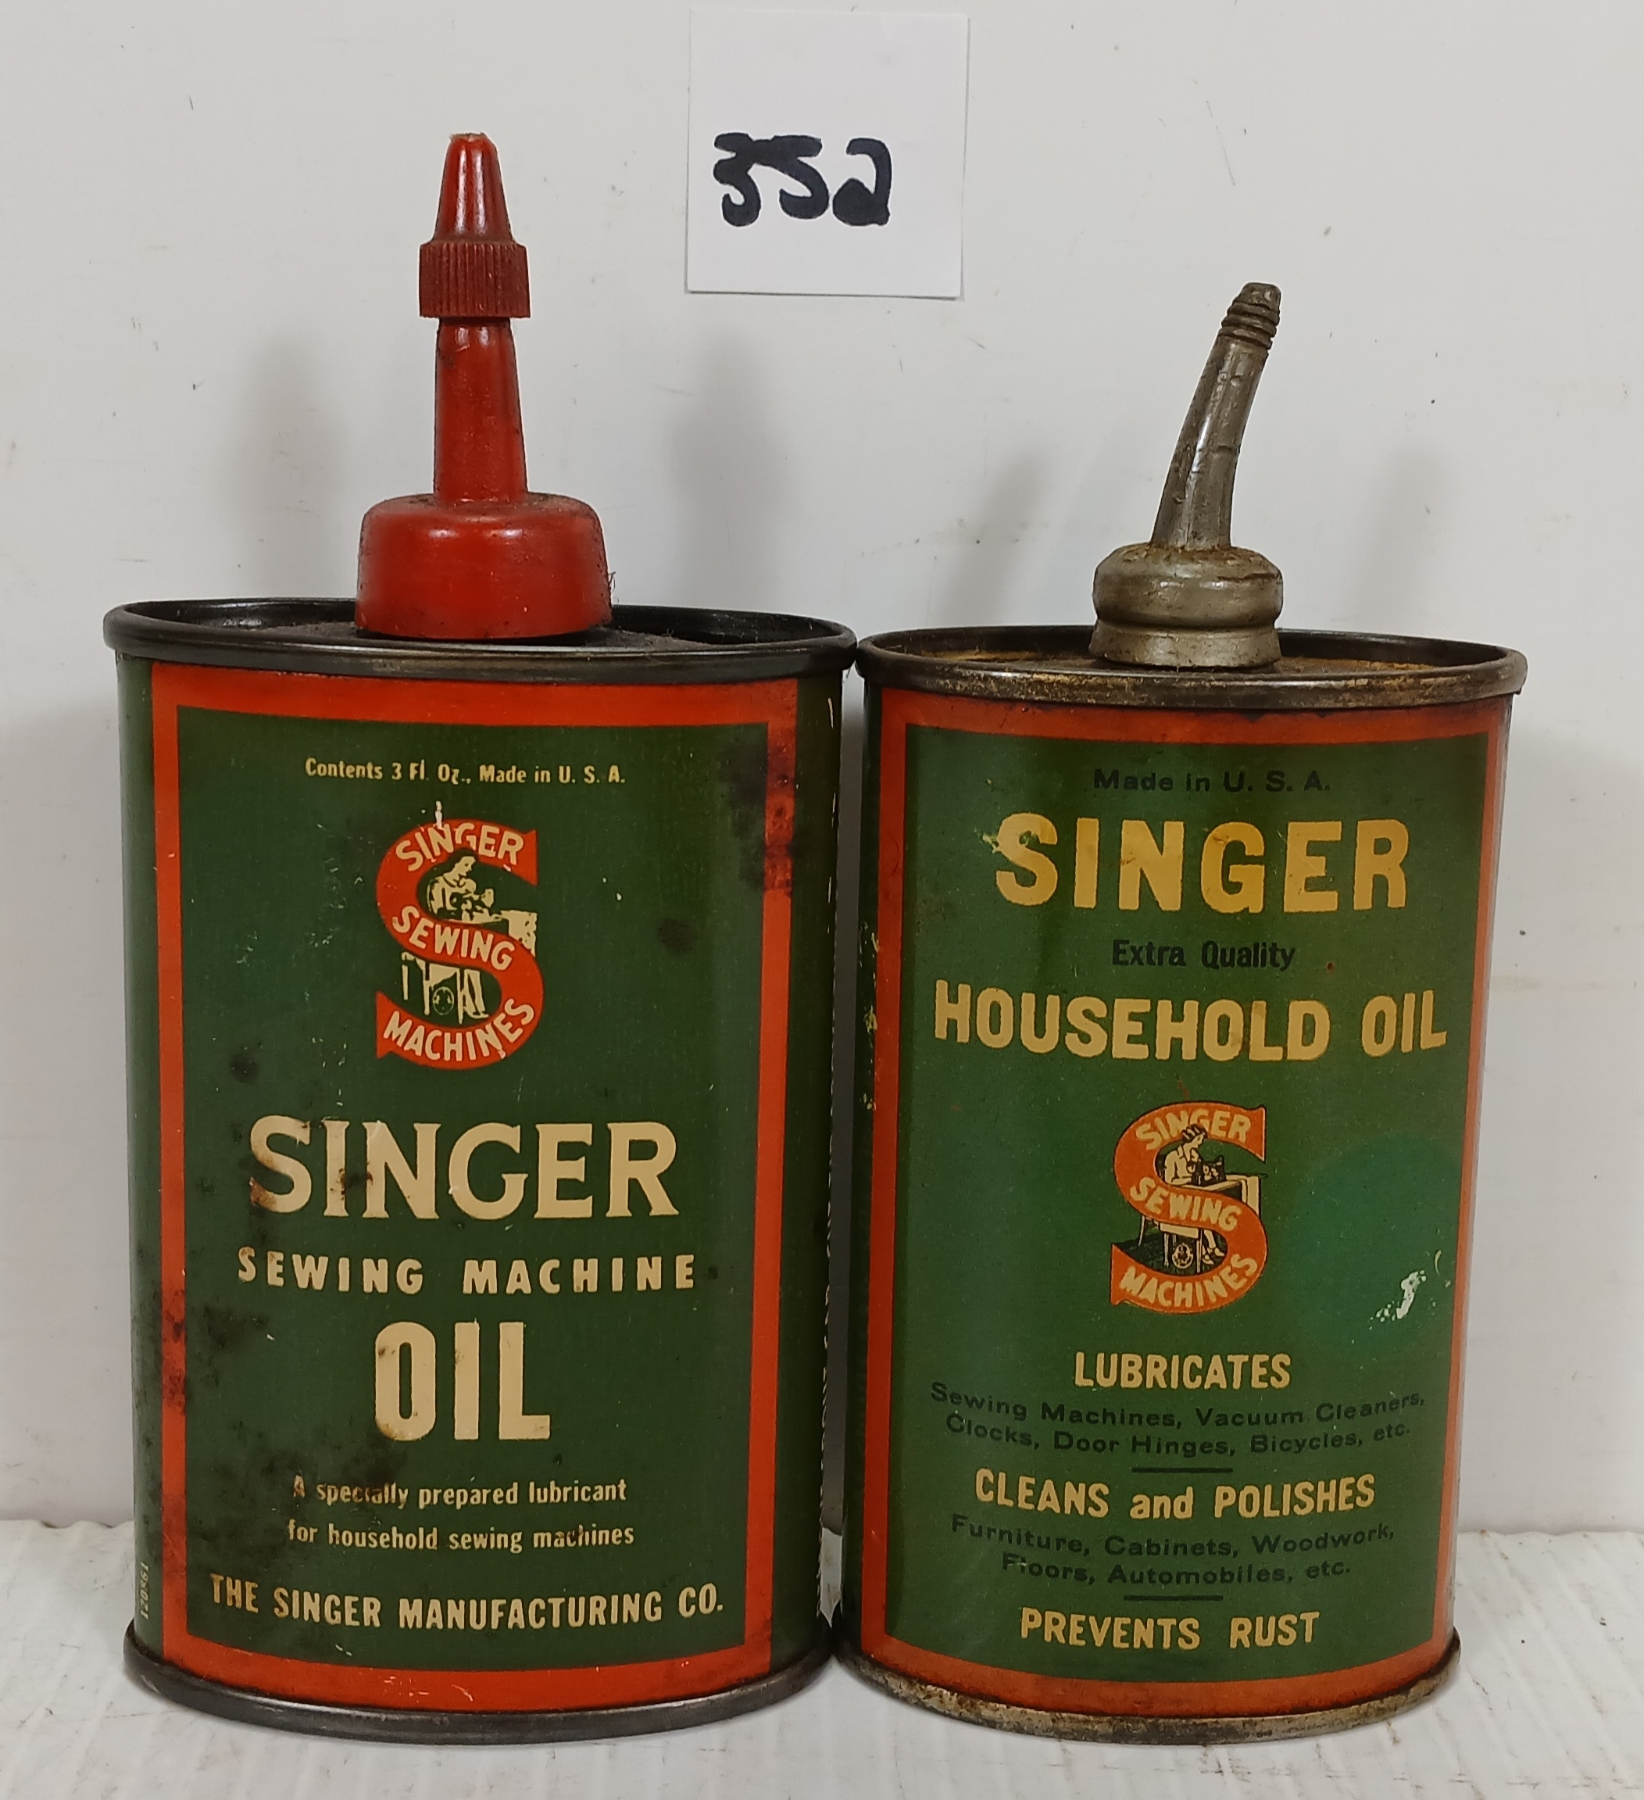 352
Contents 3 Fl. Oz., Made in U. S. A.
SINGER
SEWING
MACHINES
SINGER
SEWING MACHINE
OIL
A specially prepared lubricant
for household sewing machines
THE SINGER MANUFACTURING CO.
Made in U. S. A.
SINGER
Extra Quality
HOUSEHOLD OIL
SINGER
SEWING
MACHINES
LUBRICATES
Sewing Machines, Vacuum Cleaners,
Clocks, Door Hinges, Bicycles, etc.
CLEANS and POLISHES
Furniture, Cabinets, Woodwork,
Floors, Automobiles, etc.
PREVENTS RUST